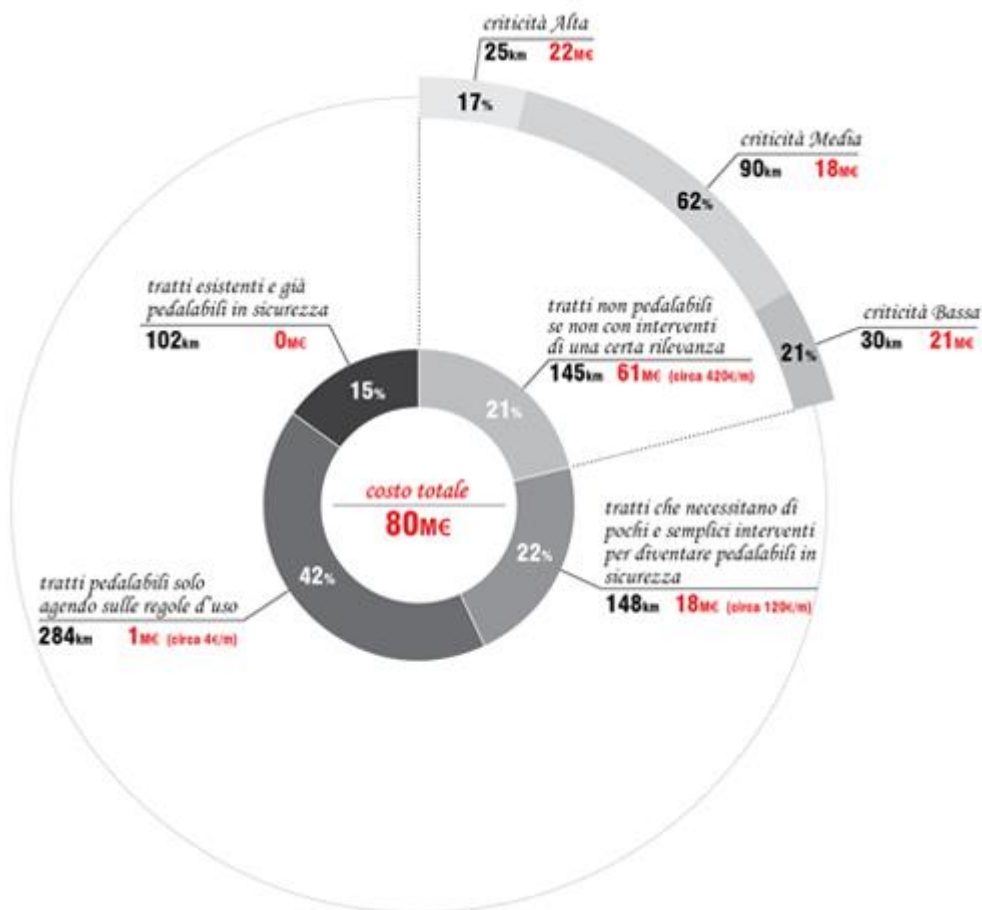 criticità Alta
25km 22M€
17%
criticità Media
90km 18M€
62%
criticità Bassa
30km 21M€
21%
tratti esistenti e già
pedalabili in sicurezza
102km 0M€
15%
tratti non pedalabili
se non con interventi
di una certa rilevanza
145km 61M€ (circa 420€/m)
21%
costo totale
80M€
tratti che necessitano di
pochi e semplici interventi
per diventare pedalabili in
sicurezza
148km 18M€ (circa 120€/m)
22%
42%
tratti pedalabili solo
agendo sulle regole d'uso
284km 1M€ (circa 4€/m)